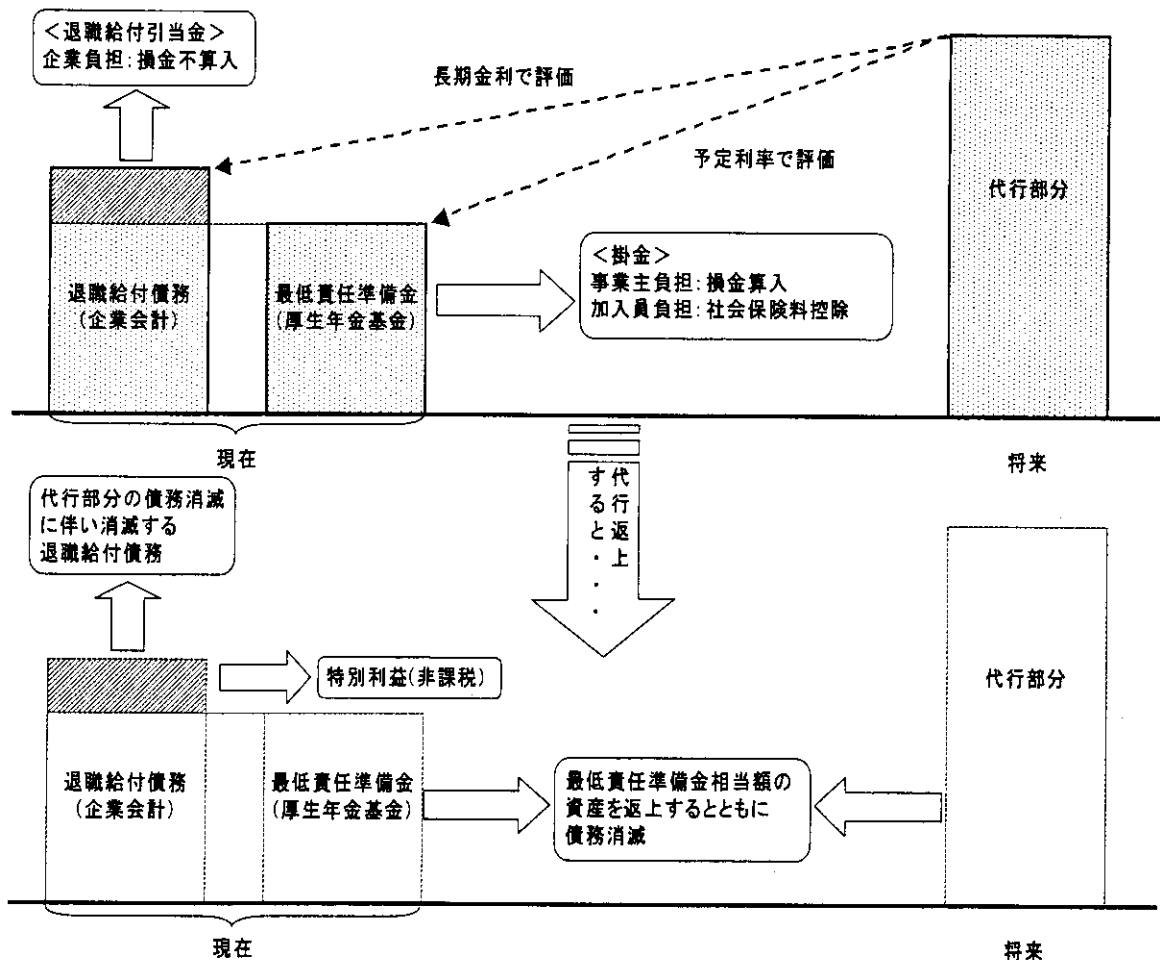 ＜退職給付引当金＞
企業負担：損金不算入
長期金利で評価
予定利率で評価
代行部分
退職給付債務
（企業会計）
最低責任準備金
（厚生年金基金）
＜掛金＞
事業主負担：損金算入
加入員負担：社会保険料控除
現在
将来
代行返上
すると・・・
代行部分の債務消滅
に伴い消滅する
退職給付債務
特別利益（非課税）
代行部分
退職給付債務
（企業会計）
最低責任準備金
（厚生年金基金）
最低責任準備金相当額の
資産を返上するとともに
債務消滅
現在
将来